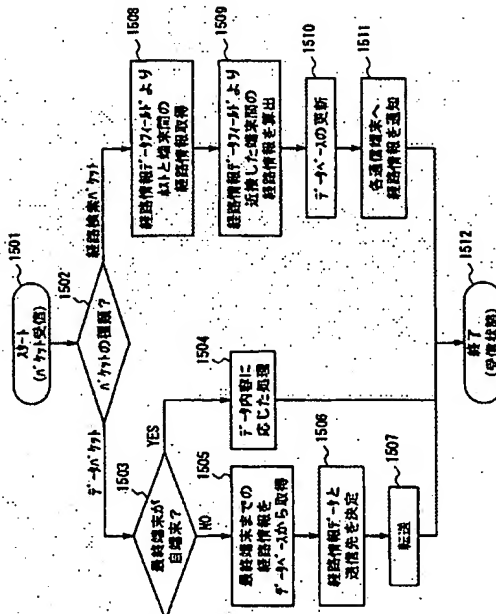 1501
スタート
(パケット受信)
1502
パケットの種類?
データパケット
経路検索パケット
1503
最終端末が
自端末?
YES
NO
1504
データ内容に
応じた処理
1505
最終端末までの
経路情報を
データベースから取得
1506
経路情報データと
送信先を決定
1507
転送
1508
経路情報データフィールドより
ホストと端末間の
経路情報取得
1509
経路情報データフィールドより
近接した端末間の
経路情報を算出
1510
データベースの更新
1511
各通信端末へ
経路情報を通知
1512
終了
(受信状態)